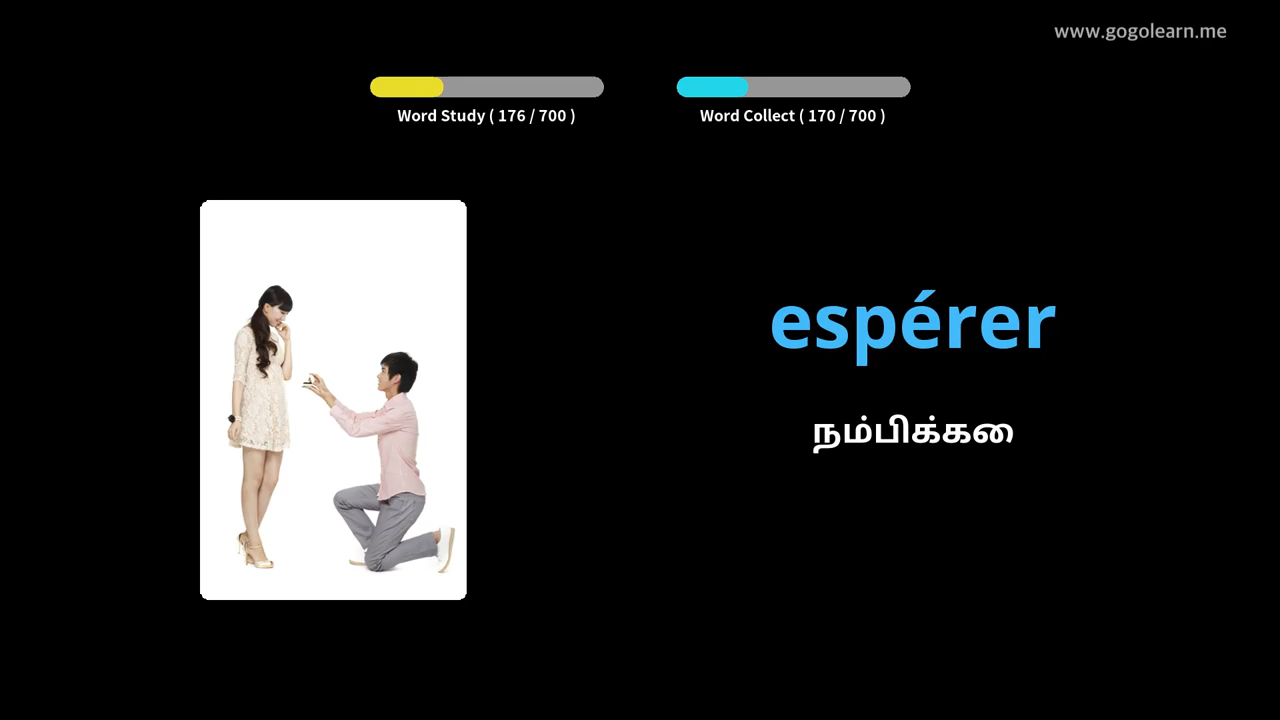 www.gogolearn.me
Word Study ( 176 / 700 )
Word Collect ( 170 / 700 )
espérer
நம்பிக்கை